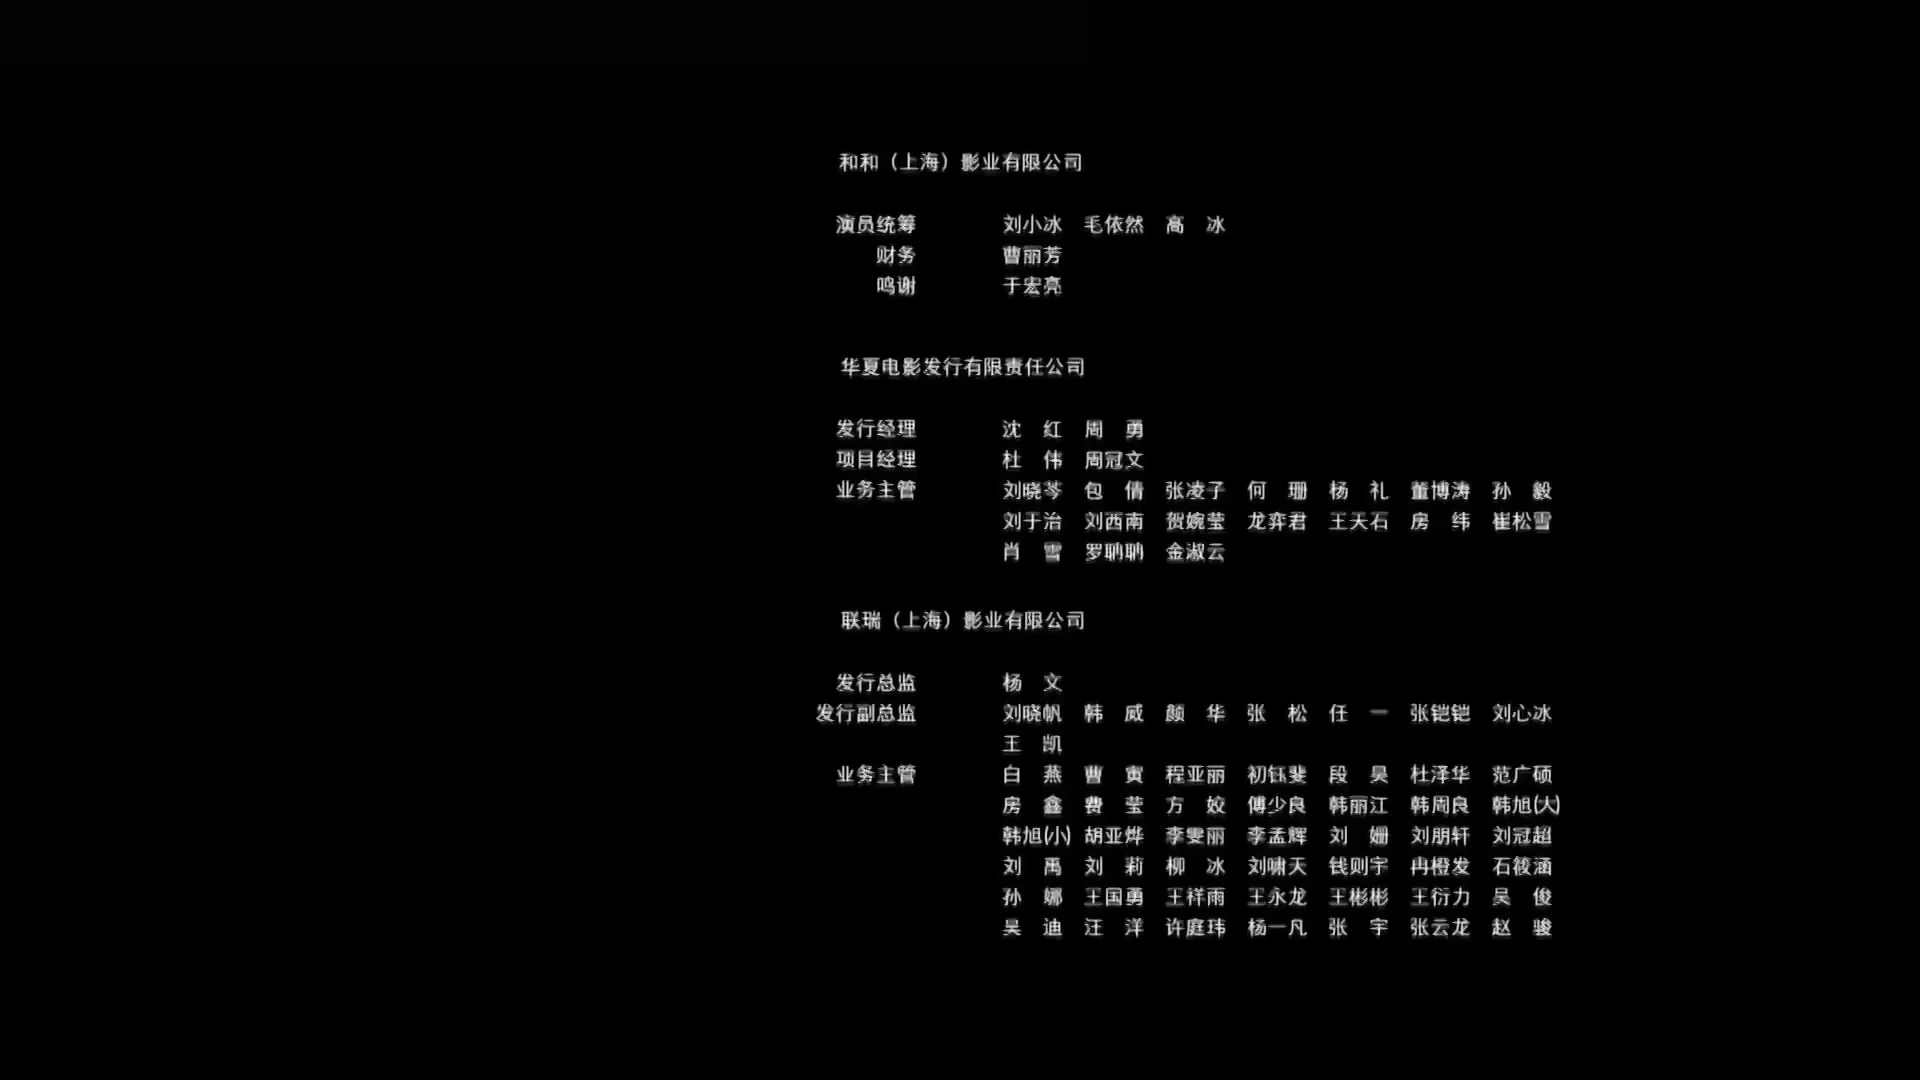 和和（上海）影业有限公司
演员统筹 刘小冰 毛依然 高 冰
财务 曹丽芳
鸣谢 于宏亮
华夏电影发行有限责任公司
发行经理 沈 红 周 勇
项目经理 杜 伟 周冠文
业务主管 刘晓芩 包 倩 张凌子 何 珊 杨 礼 董博涛 孙 毅
刘于治 刘西南 贺婉莹 龙弈君 王天石 房 纬 崔松雪
肖 雪 罗聃聃 金淑云
联瑞（上海）影业有限公司
发行总监 杨 文
发行副总监 刘晓帆 韩 威 颜 华 张 松 任 一 张铠铠 刘心冰
王 凯
业务主管 白 燕 曹 寅 程亚丽 初钰斐 段 昊 杜泽华 范广硕
房 鑫 费 莹 方 姣 傅少良 韩丽江 韩周良 韩旭(大)
韩旭(小) 胡亚烨 李雯丽 李孟辉 刘 姗 刘朋轩 刘冠超
刘 禹 刘 莉 柳 冰 刘啸天 钱则宇 冉橙发 石筱涵
孙 娜 王国勇 王祥雨 王永龙 王彬彬 王衍力 吴 俊
吴 迪 汪 洋 许庭玮 杨一凡 张 宇 张云龙 赵 骏